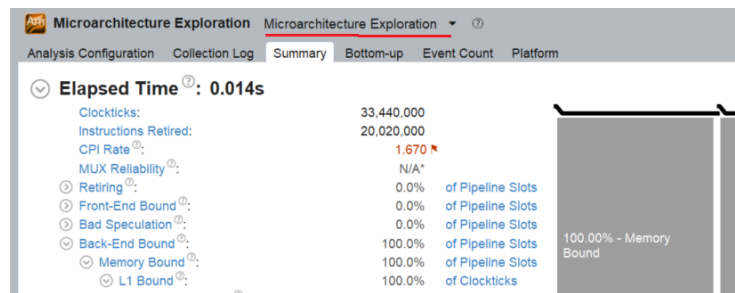 Microarchitecture Exploration Microarchitecture Exploration
Analysis Configuration Collection Log Summary Bottom-up Event Count Platform
Elapsed Time: 0.014s
Clockticks: 33,440,000
Instructions Retired: 20,020,000
CPI Rate: 1.670
MUX Reliability: N/A*
Retiring: 0.0% of Pipeline Slots
Front-End Bound: 0.0% of Pipeline Slots
Bad Speculation: 0.0% of Pipeline Slots
Back-End Bound: 100.0% of Pipeline Slots
Memory Bound: 100.0% of Pipeline Slots
L1 Bound: 100.0% of Clockticks
100.00% - Memory
Bound